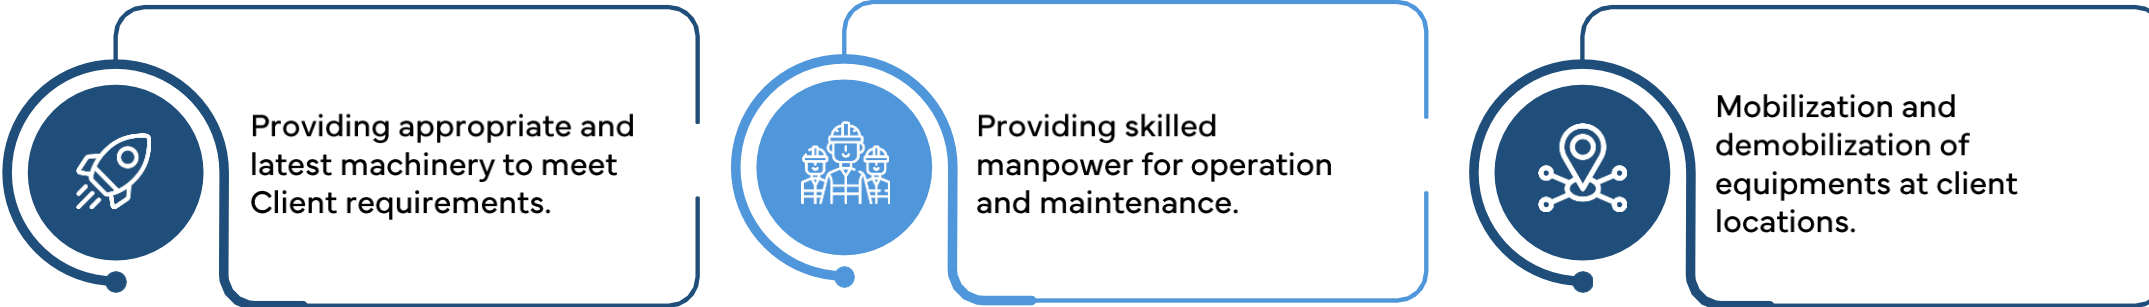 Providing appropriate and
latest machinery to meet
Client requirements.
Providing skilled
manpower for operation
and maintenance.
Mobilization and
demobilization of
equipments at client
locations.